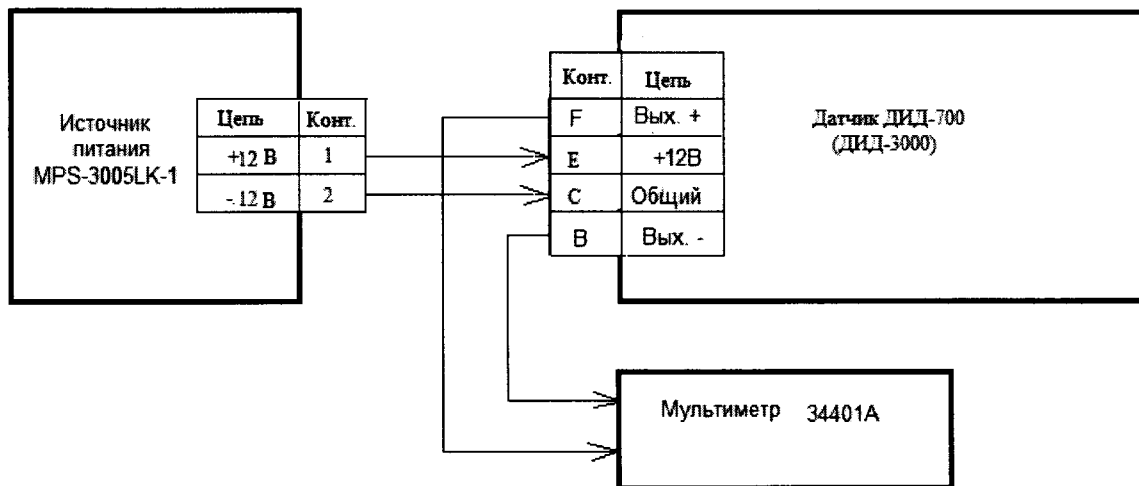 Источник
питания
MPS-3005LK-1
Цепь Конт.
+12 В 1
- 12 В 2
Конт. Цепь
F Вых. +
E +12В
C Общий
B Вых. -
Датчик ДИД-700
(ДИД-3000)
Мультиметр 34401А